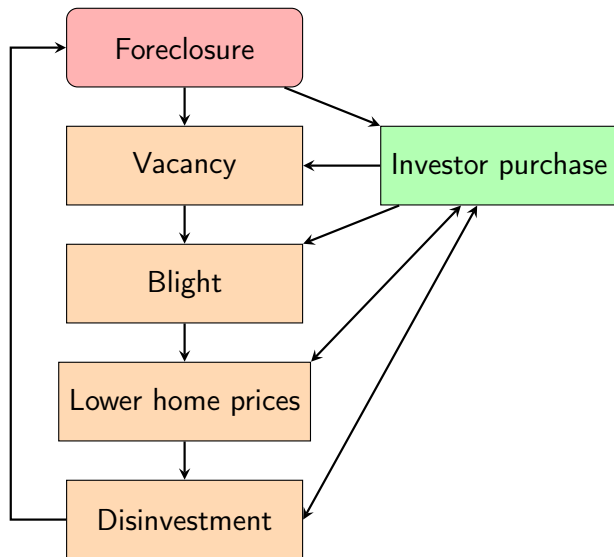 Foreclosure
Vacancy
Investor purchase
Blight
Lower home prices
Disinvestment